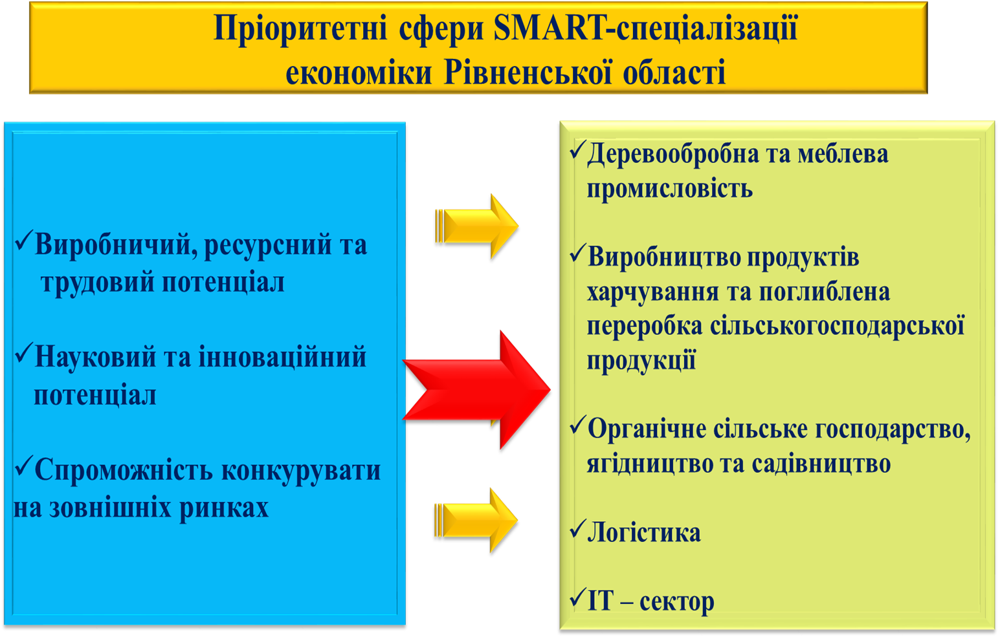 Пріоритетні сфери SMART-спеціалізації
економіки Рівненської області
✓Виробничий, ресурсний та
трудовий потенціал
✓Науковий та інноваційний
потенціал
✓Спроможність конкурувати
на зовнішніх ринках
✓Деревообробна та меблева
промисловість
✓Виробництво продуктів
харчування та поглиблена
переробка сільськогосподарської
продукції
✓Органічне сільське господарство,
ягідництво та садівництво
✓Логістика
✓ІТ – сектор